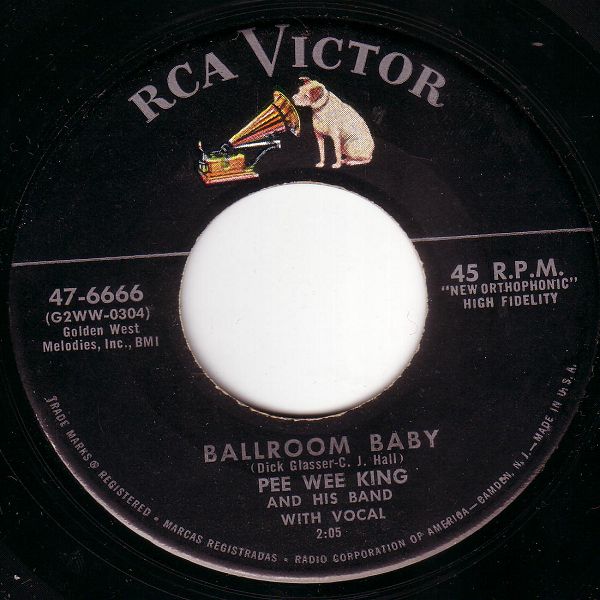 RCA VICTOR
47-6666
(G2WW-0304)
Golden West
Melodies, Inc., BMI
45 R.P.M.
"NEW ORTHOPHONIC"
HIGH FIDELITY
BALLROOM BABY
(Dick Glasser-C. J. Hall)
PEE WEE KING
AND HIS BAND
WITH VOCAL
2:05
TRADE MARKS ® REGISTERED • MARCAS REGISTRADAS • RADIO CORPORATION OF AMERICA—CAMDEN, N. J.—MADE IN U. S. A.